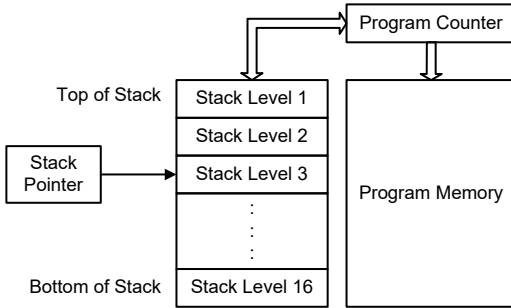 Program Counter
Top of Stack
Stack Level 1
Stack Level 2
Stack
Pointer
Stack Level 3
Program Memory
:
:
:
Bottom of Stack
Stack Level 16